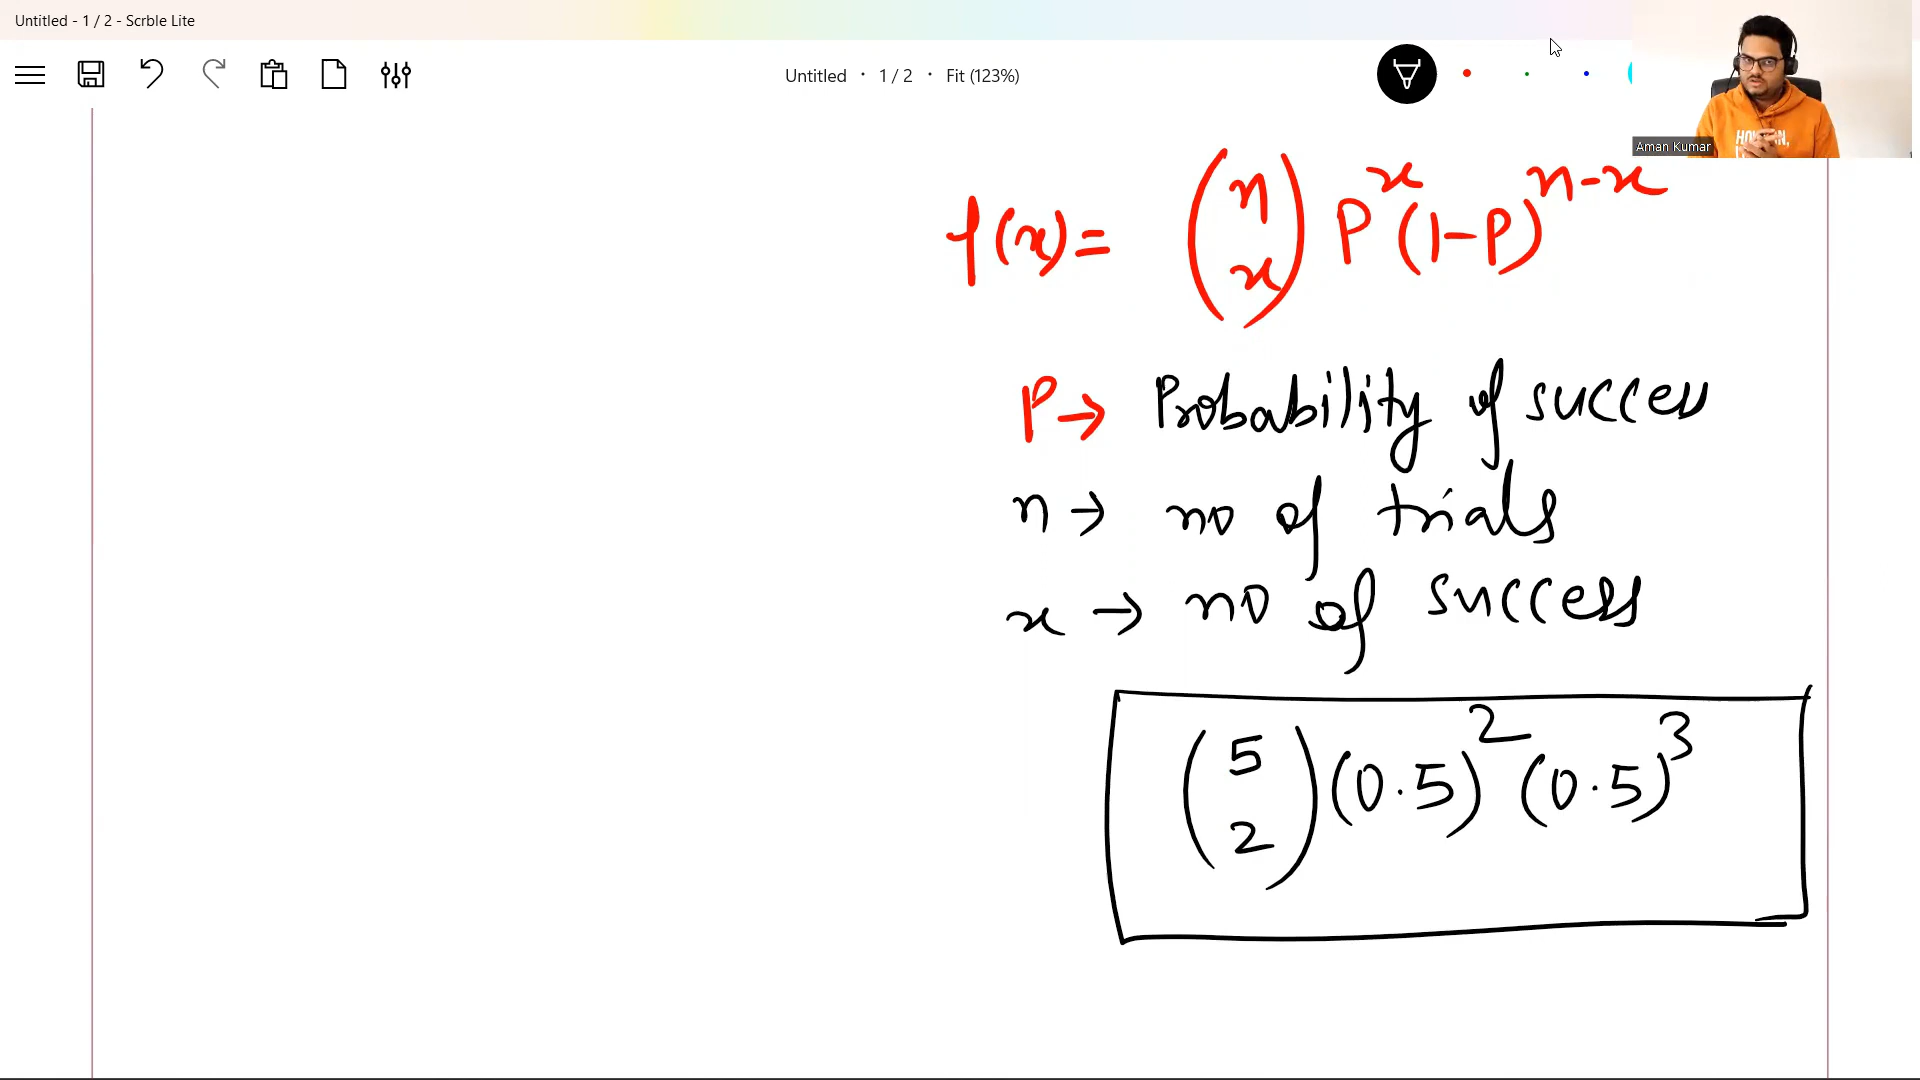 Untitled - 1 / 2 - Scrble Lite
Untitled · 1 / 2 · Fit (123%)
Aman Kumar
f(x) = (n x) P^x (1-P)^n-x
P → Probability of success
n → no of trials
x → no of success
(5 2) (0.5)^2 (0.5)^3